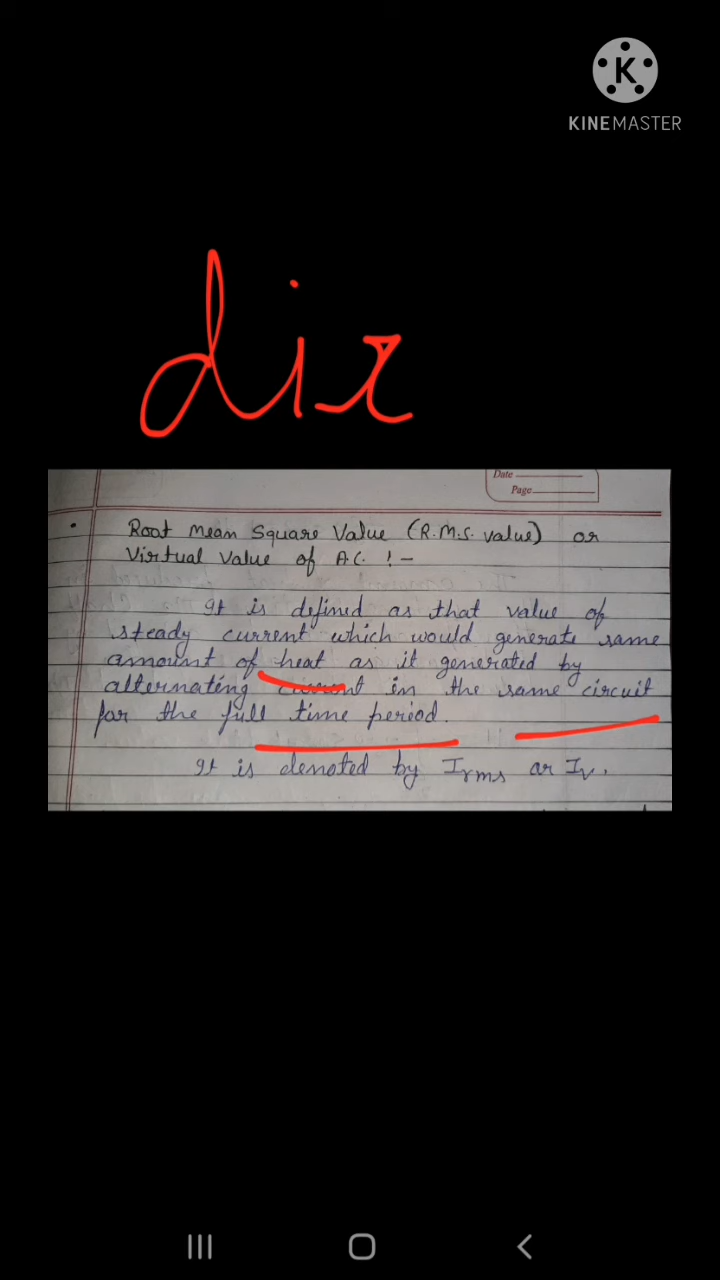 KINEMASTER
dir
Date
Page
Root Mean Square Value (R.M.S. value) or
Virtual Value of A.C. :-
It is defined as that value of
steady current which would generate same
amount of heat as it generated by
alternating current in the same circuit
for the full time period.
It is denoted by Irms or Iv.